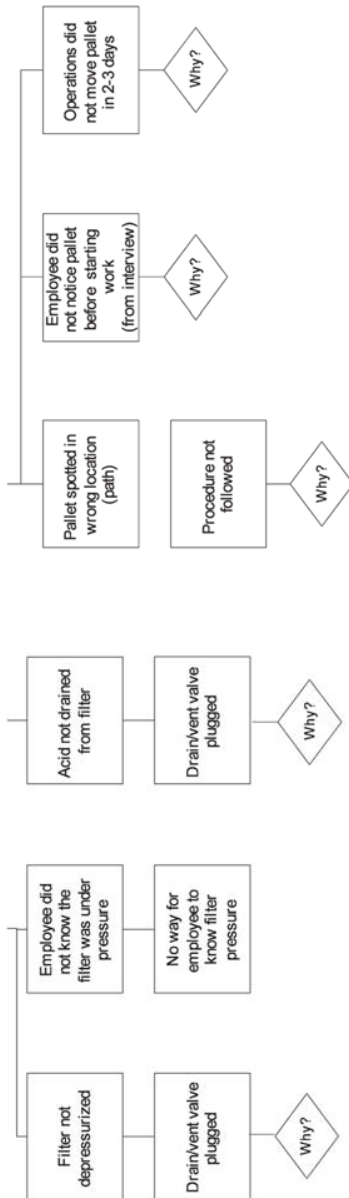 Filter not
depressurized
Employee did
not know the
filter was under
pressure
Acid not drained
from filter
Pallet spotted in
wrong location
(path)
Employee did
not notice pallet
before starting
work
(from interview)
Operations did
not move pallet
in 2-3 days
Drain/vent valve
plugged
No way for
employee to
know filter
pressure
Drain/vent valve
plugged
Procedure not
followed
Why?
Why?
Why?
Why?
Why?